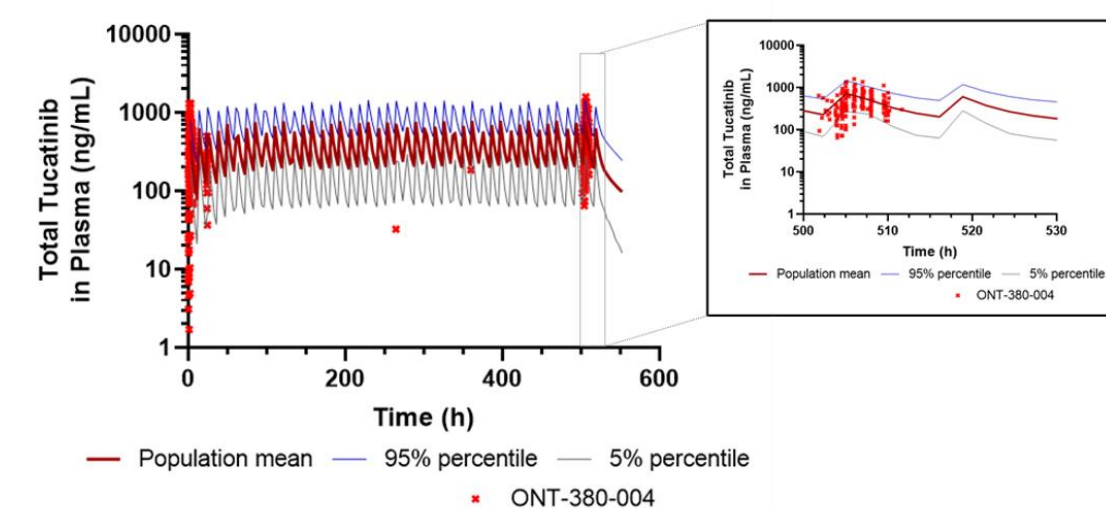 Total Tucatinib
in Plasma (ng/mL)
10000
1000
100
10
1
0 200 400 600
Time (h)
Population mean 95% percentile 5% percentile
ONT-380-004
Total Tucatinib
in Plasma (ng/mL)
10000
1000
100
10
1
500 510 520 530
Time (h)
Population mean 95% percentile 5% percentile
ONT-380-004